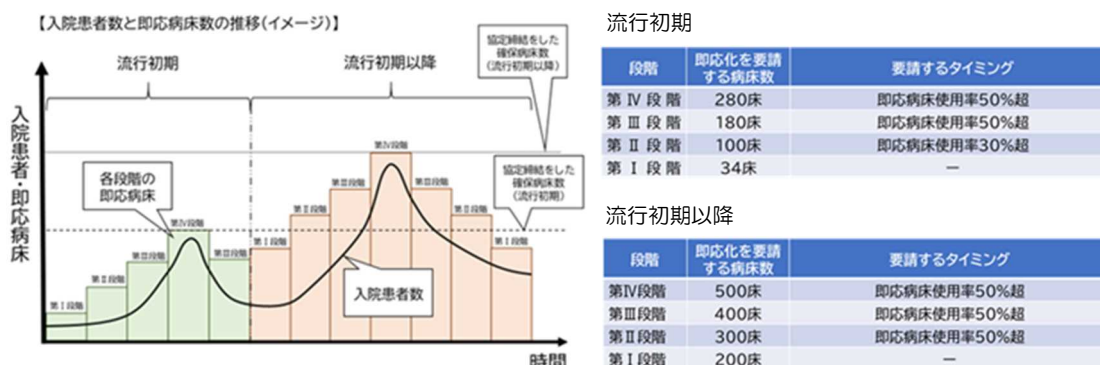 【入院患者数と即応病床数の推移(イメージ)】
協定締結をした
確保病床数
(流行初期以降)
流行初期
流行初期以降
入院患者・即応病床
各段階の
即応病床
協定締結をした
確保病床数
(流行初期)
第Ⅰ段階
第Ⅱ段階
第Ⅲ段階
第Ⅳ段階
第Ⅲ段階
第Ⅰ段階
第Ⅱ段階
第Ⅲ段階
第Ⅳ段階
第Ⅲ段階
第Ⅱ段階
第Ⅰ段階
入院患者数
時間
流行初期
段階 即応化を要請する病床数 要請するタイミング
第Ⅳ段階 280床 即応病床使用率50%超
第Ⅲ段階 180床 即応病床使用率50%超
第Ⅱ段階 100床 即応病床使用率30%超
第Ⅰ段階 34床 ー
流行初期以降
段階 即応化を要請する病床数 要請するタイミング
第Ⅳ段階 500床 即応病床使用率50%超
第Ⅲ段階 400床 即応病床使用率50%超
第Ⅱ段階 300床 即応病床使用率50%超
第Ⅰ段階 200床 ー